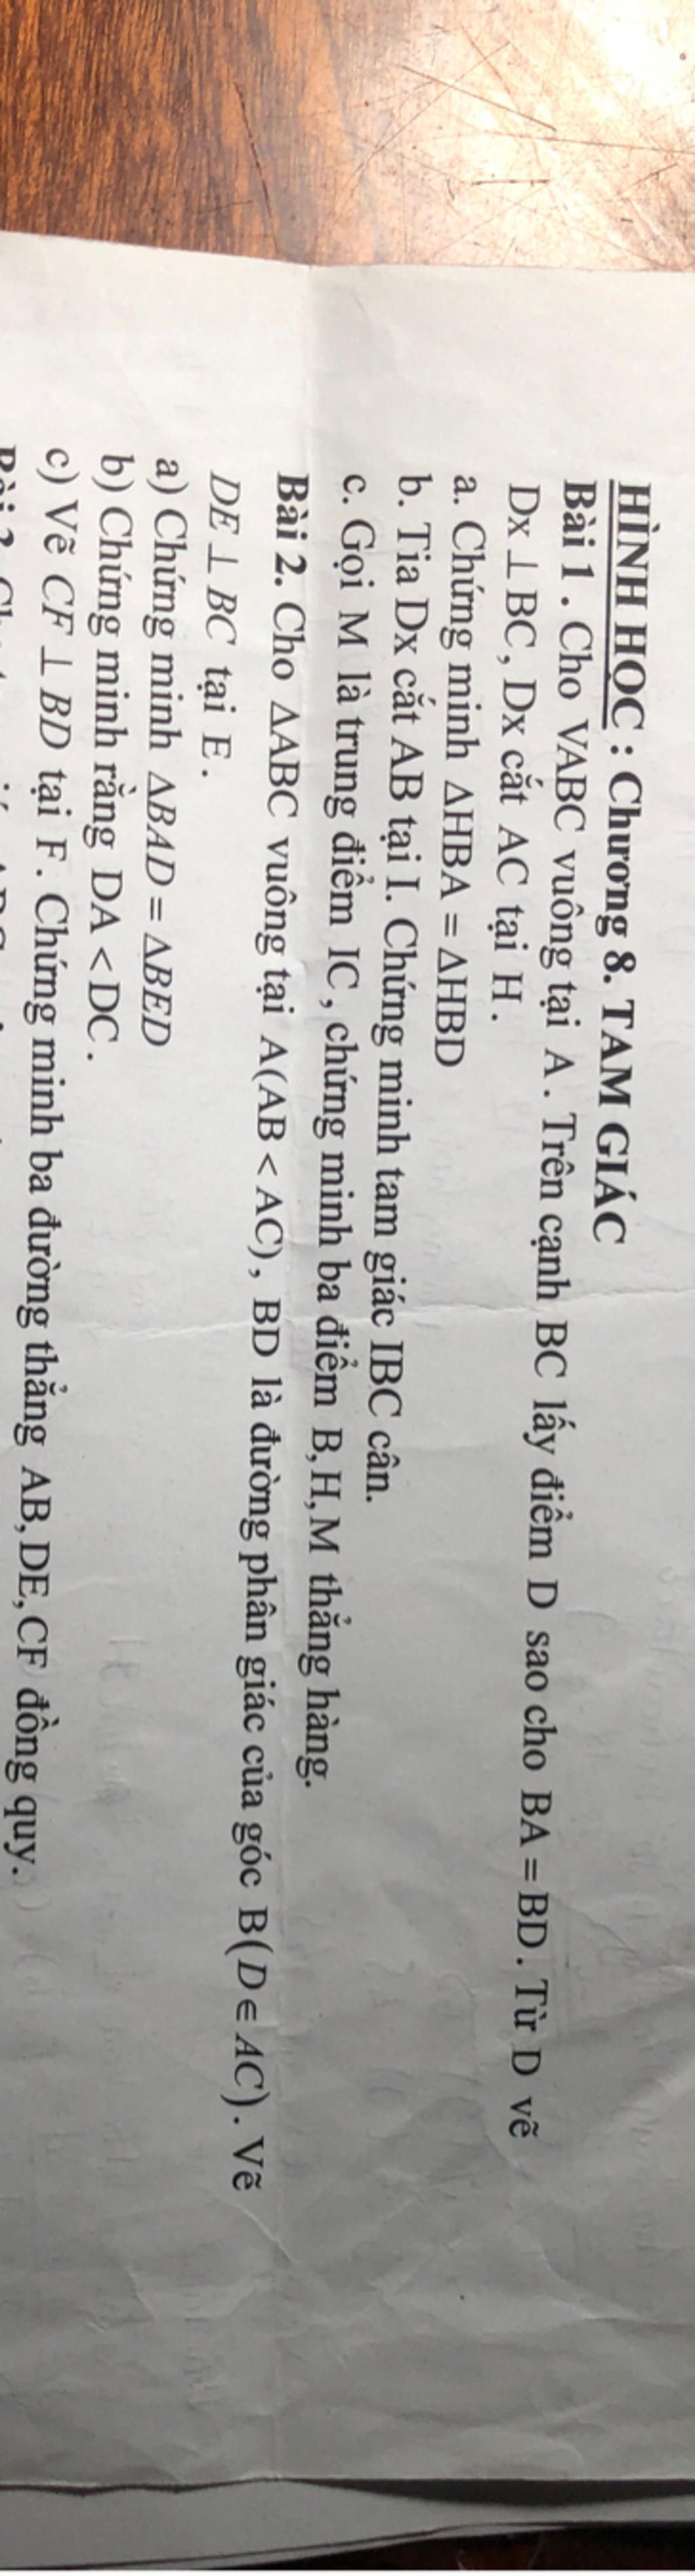 HÌNH HỌC : Chương 8. TAM GIÁC
Bài 1 . Cho VABC vuông tại A . Trên cạnh BC lấy điểm D sao cho BA = BD . Từ D vẽ
Dx ⊥ BC , Dx cắt AC tại H .
a. Chứng minh ΔHBA = ΔHBD
b. Tia Dx cắt AB tại I. Chứng minh tam giác IBC cân.
c. Gọi M là trung điểm IC , chứng minh ba điểm B, H, M thẳng hàng.
Bài 2. Cho ΔABC vuông tại A(AB < AC) , BD là đường phân giác của góc B(D ∈ AC) . Vẽ
DE ⊥ BC tại E .
a) Chứng minh ΔBAD = ΔBED
b) Chứng minh rằng DA < DC .
c) Vẽ CF ⊥ BD tại F . Chứng minh ba đường thẳng AB, DE, CF đồng quy.